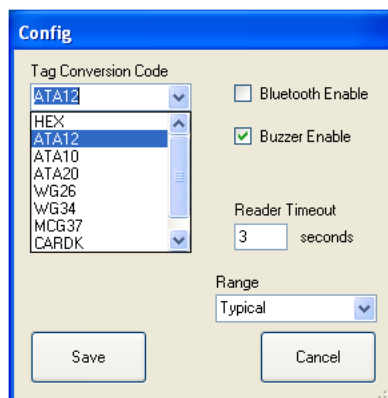 Config
Tag Conversion Code
ATA12
HEX
ATA12
ATA10
ATA20
WG26
WG34
MCG37
CARDK
Bluetooth Enable
Buzzer Enable
Reader Timeout
3 seconds
Range
Typical
Save
Cancel